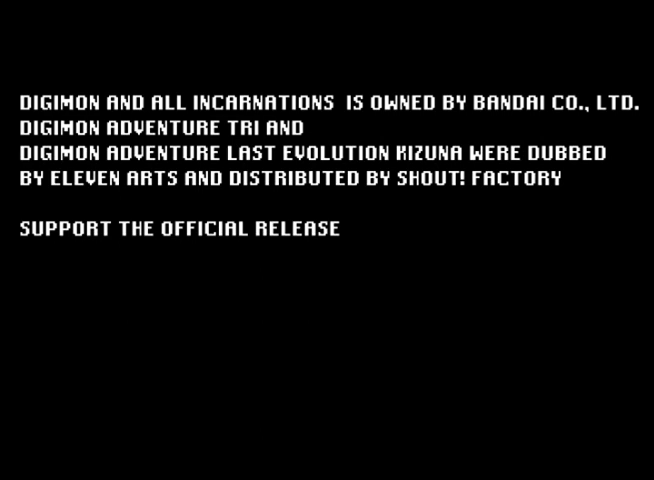 DIGIMON AND ALL INCARNATIONS IS OWNED BY BANDAI CO., LTD.
DIGIMON ADVENTURE TRI AND
DIGIMON ADVENTURE LAST EVOLUTION KIZUNA WERE DUBBED
BY ELEVEN ARTS AND DISTRIBUTED BY SHOUT! FACTORY
SUPPORT THE OFFICIAL RELEASE